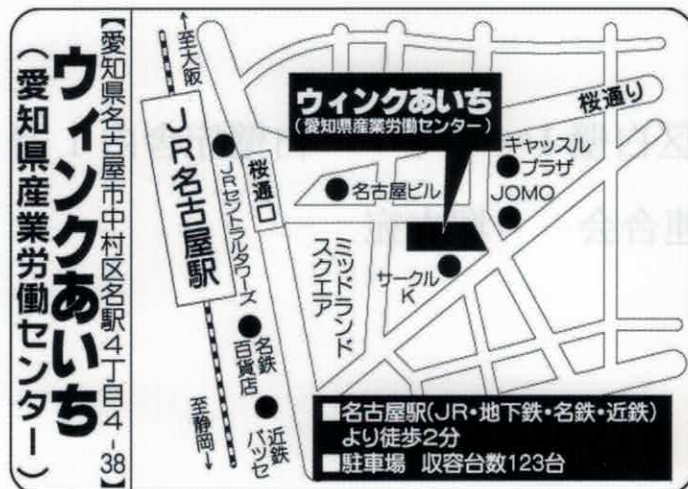 【愛知県名古屋市中村区名駅4丁目4-38】
ウィンクあいち
(愛知県産業労働センター)
←至大阪
JR名古屋駅
至静岡→
JRセントラルタワーズ
桜通口
名鉄
百貨店
近鉄
パッセ
ミッドランド
スクエア
名古屋ビル
ウィンクあいち
(愛知県産業労働センター)
桜通り
キャッスル
プラザ
JOMO
サークル
K
■名古屋駅(JR・地下鉄・名鉄・近鉄)
より徒歩2分
■駐車場 収容台数123台